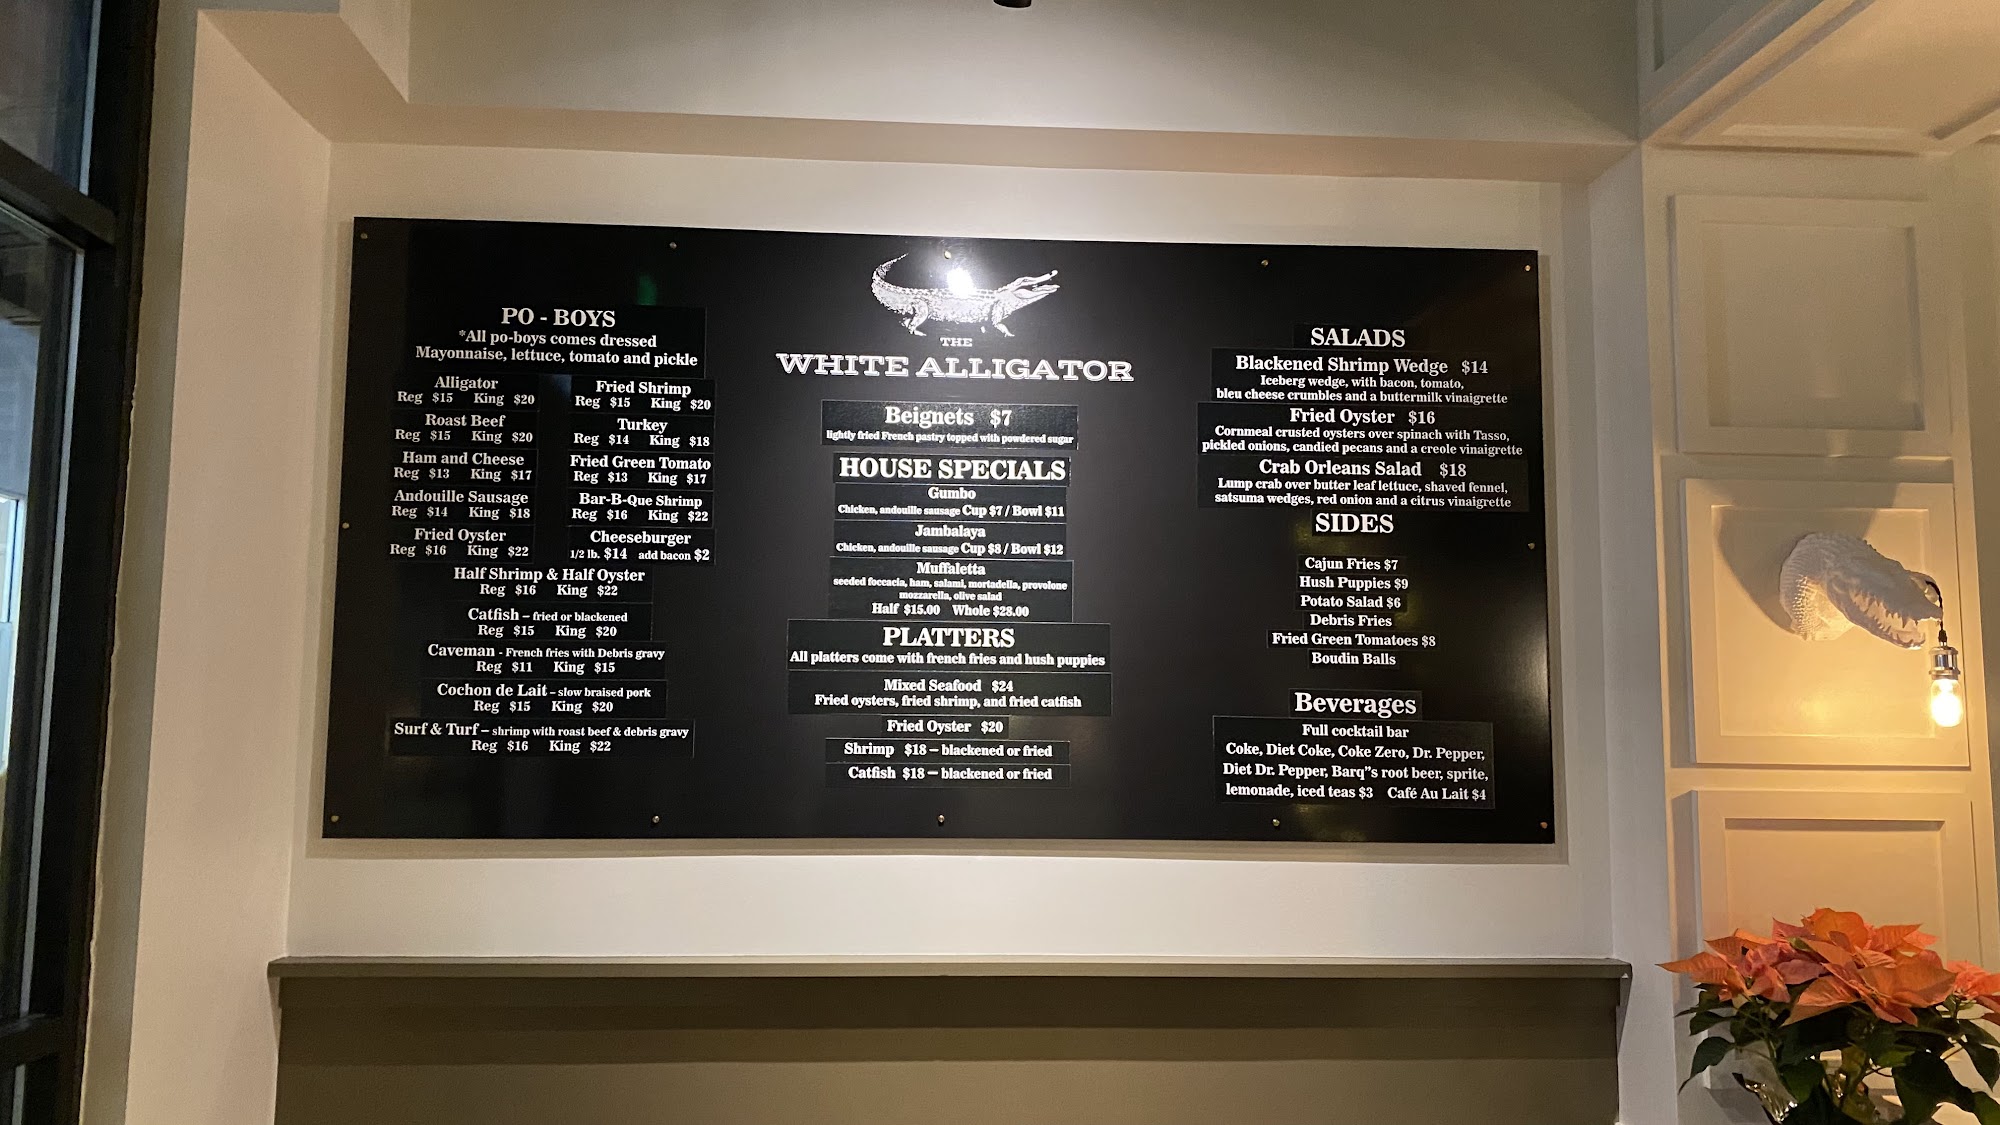 PO - BOYS
*All po-boys comes dressed
Mayonnaise, lettuce, tomato and pickle
Alligator
Reg $15 King $20
Roast Beef
Reg $15 King $20
Ham and Cheese
Reg $13 King $17
Andouille Sausage
Reg $14 King $18
Fried Oyster
Reg $16 King $22
Fried Shrimp
Reg $15 King $20
Turkey
Reg $14 King $18
Fried Green Tomato
Reg $13 King $17
Bar-B-Que Shrimp
Reg $16 King $22
Cheeseburger
1/2 lb. $14 add bacon $2
Half Shrimp & Half Oyster
Reg $16 King $22
Catfish – fried or blackened
Reg $15 King $20
Caveman - French fries with Debris gravy
Reg $11 King $15
Cochon de Lait – slow braised pork
Reg $15 King $20
Surf & Turf – shrimp with roast beef & debris gravy
Reg $16 King $22
THE
WHITE ALLIGATOR
Beignets $7
lightly fried French pastry topped with powdered sugar
HOUSE SPECIALS
Gumbo
Chicken, andouille sausage Cup $7 / Bowl $11
Jambalaya
Chicken, andouille sausage Cup $8 / Bowl $12
Muffaletta
seeded foccacia, ham, salami, mortadella, provolone
mozzarella, olive salad
Half $15.00 Whole $28.00
PLATTERS
All platters come with french fries and hush puppies
Mixed Seafood $24
Fried oysters, fried shrimp, and fried catfish
Fried Oyster $20
Shrimp $18 – blackened or fried
Catfish $18 – blackened or fried
SALADS
Blackened Shrimp Wedge $14
Iceberg wedge, with bacon, tomato,
bleu cheese crumbles and a buttermilk vinaigrette
Fried Oyster $16
Cornmeal crusted oysters over spinach with Tasso,
pickled onions, candied pecans and a creole vinaigrette
Crab Orleans Salad $18
Lump crab over butter leaf lettuce, shaved fennel,
satsuma wedges, red onion and a citrus vinaigrette
SIDES
Cajun Fries $7
Hush Puppies $9
Potato Salad $6
Debris Fries
Fried Green Tomatoes $8
Boudin Balls
Beverages
Full cocktail bar
Coke, Diet Coke, Coke Zero, Dr. Pepper,
Diet Dr. Pepper, Barq"s root beer, sprite,
lemonade, iced teas $3 Café Au Lait $4